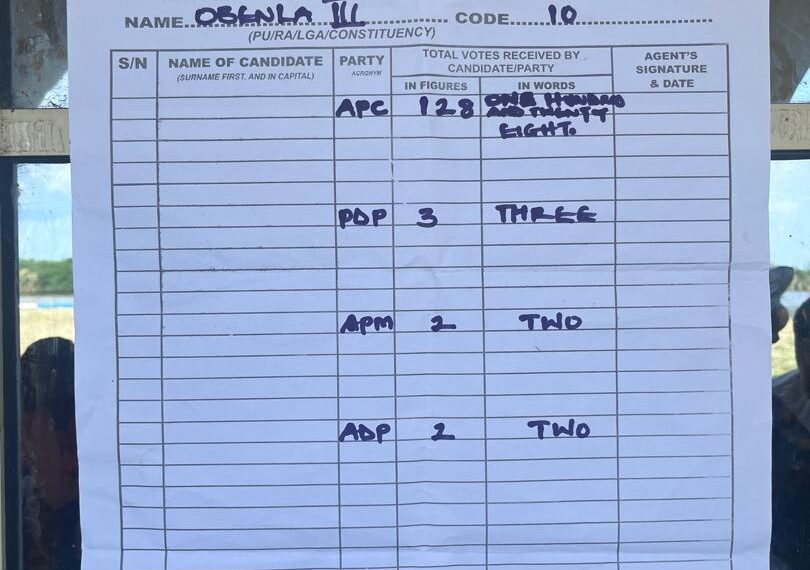 NAME OBENLA III CODE 10
(PU/RA/LGA/CONSTITUENCY)
S/N NAME OF CANDIDATE (SURNAME FIRST, AND IN CAPITAL) PARTY ACRONYM TOTAL VOTES RECEIVED BY CANDIDATE/PARTY AGENT'S SIGNATURE & DATE
IN FIGURES IN WORDS
APC 128 ONE HUNDRED
AND TWENTY
EIGHT.
PDP 3 THREE
APM 2 TWO
ADP 2 TWO